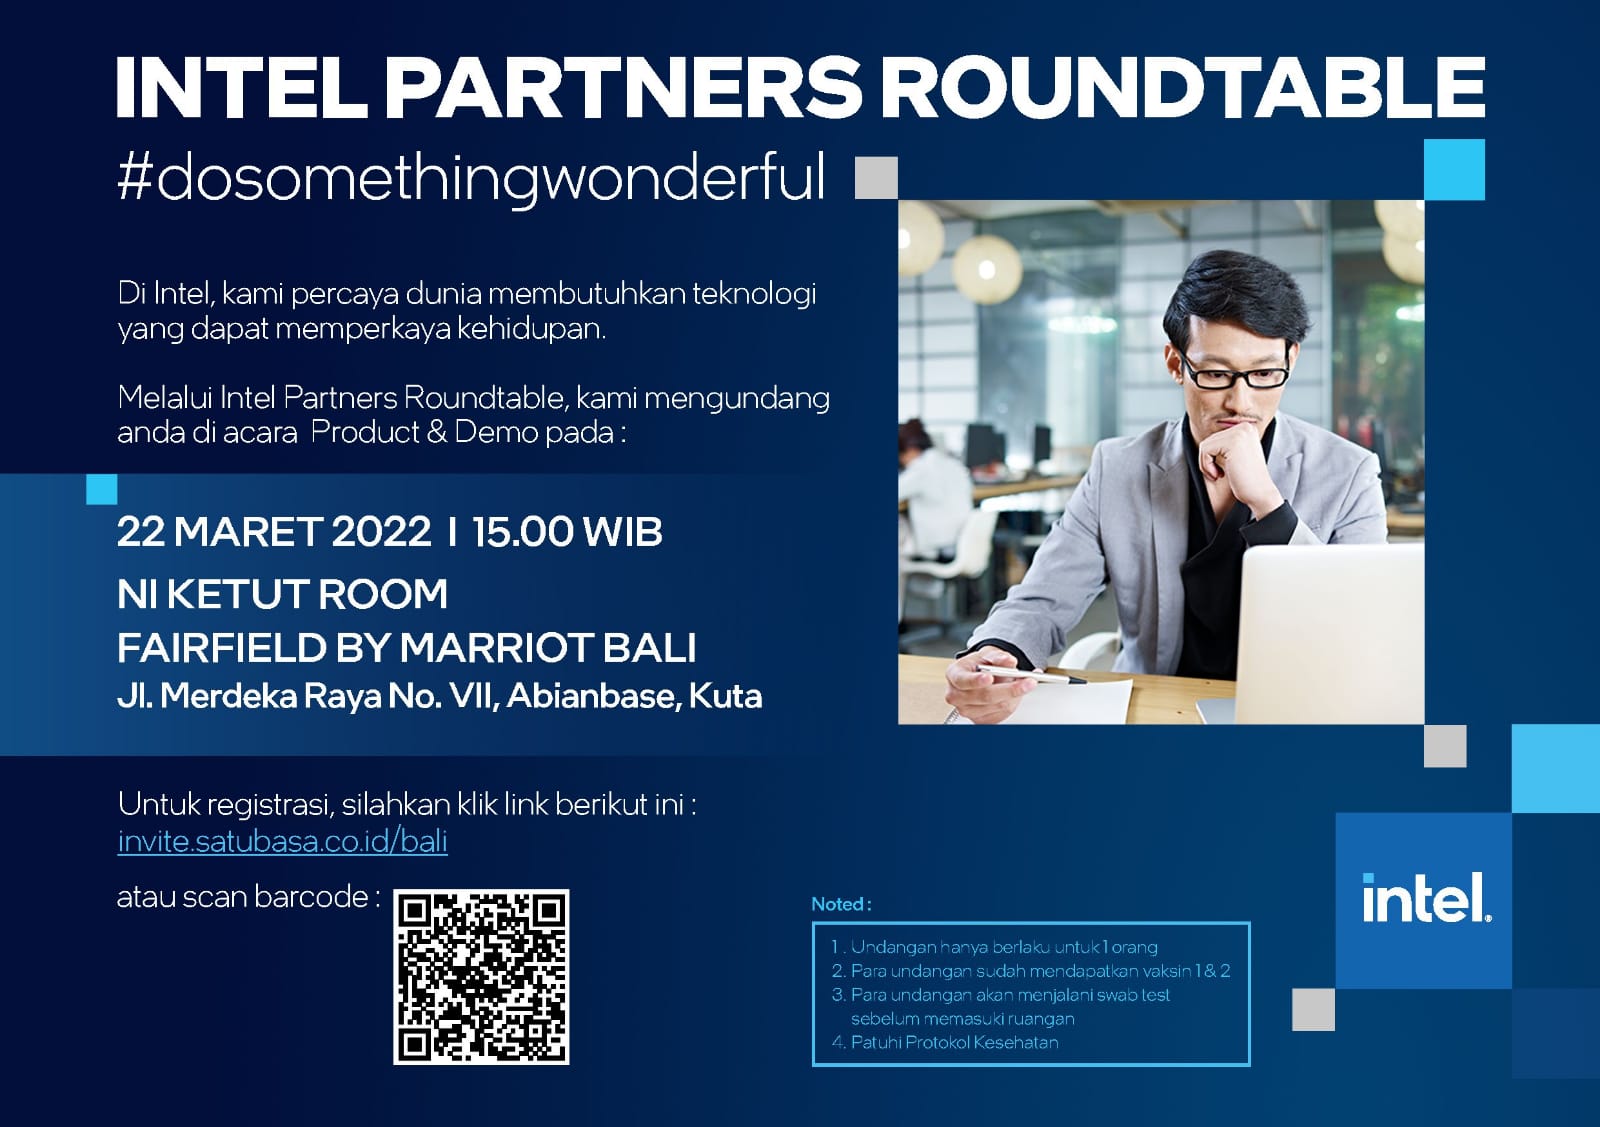 INTEL PARTNERS ROUNDTABLE
#dosomethingwonderful
Di Intel, kami percaya dunia membutuhkan teknologi
yang dapat memperkaya kehidupan.
Melalui Intel Partners Roundtable, kami mengundang
anda di acara Product & Demo pada :
22 MARET 2022 I 15.00 WIB
NI KETUT ROOM
FAIRFIELD BY MARRIOT BALI
Jl. Merdeka Raya No. VII, Abianbase, Kuta
Untuk registrasi, silahkan klik link berikut ini :
invite.satubasa.co.id/bali
atau scan barcode :
Noted :
1. Undangan hanya berlaku untuk 1 orang
2. Para undangan sudah mendapatkan vaksin 1 & 2
3. Para undangan akan menjalani swab test
sebelum memasuki ruangan
4. Patuhi Protokol Kesehatan
intel®